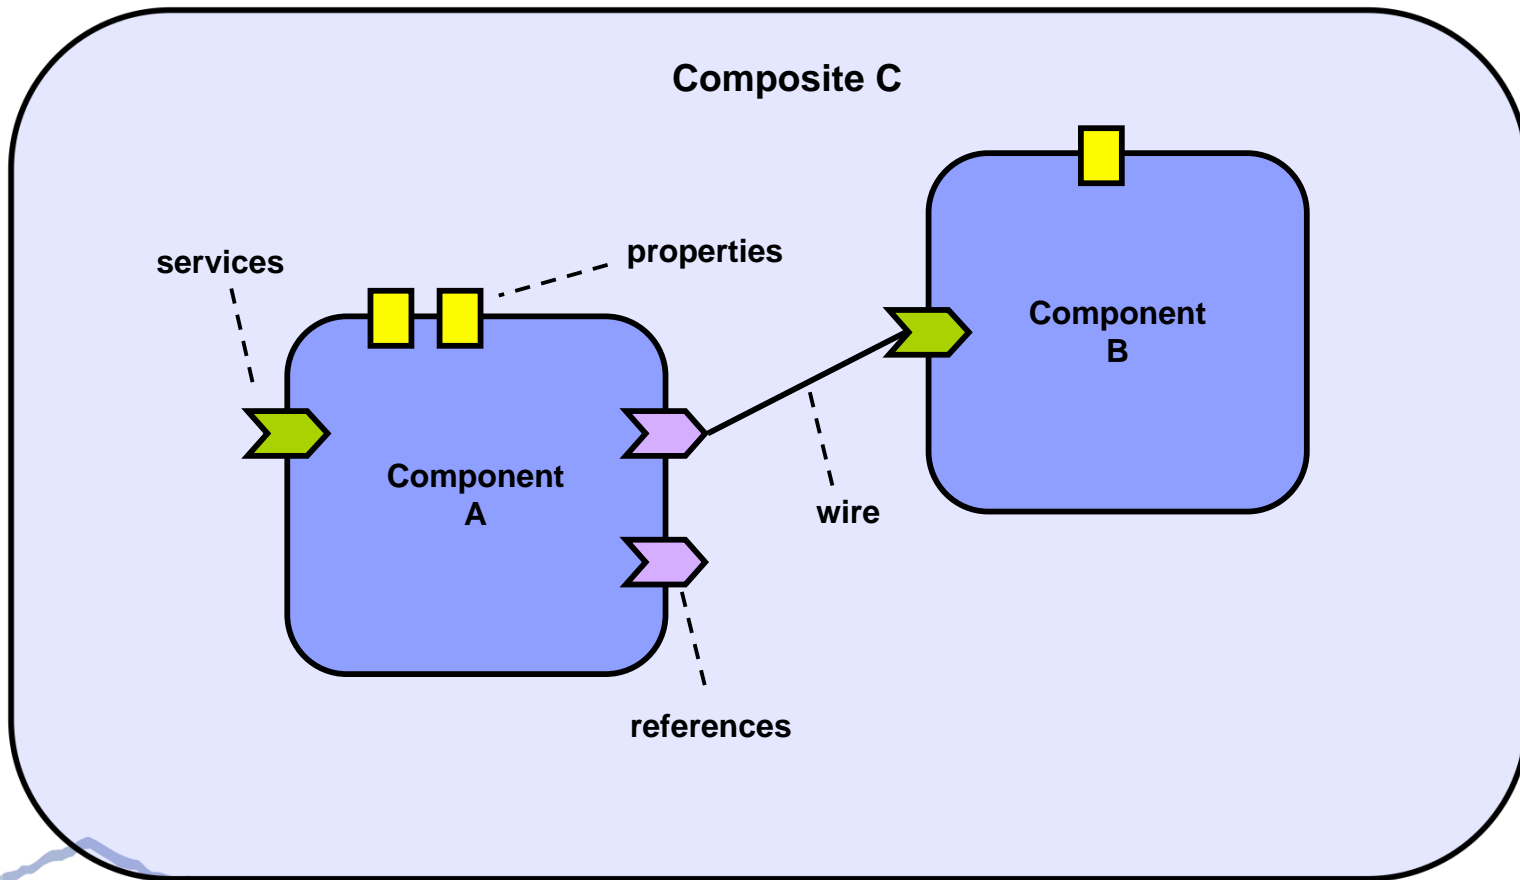 Composite C
services
properties
Component
A
Component
B
wire
references